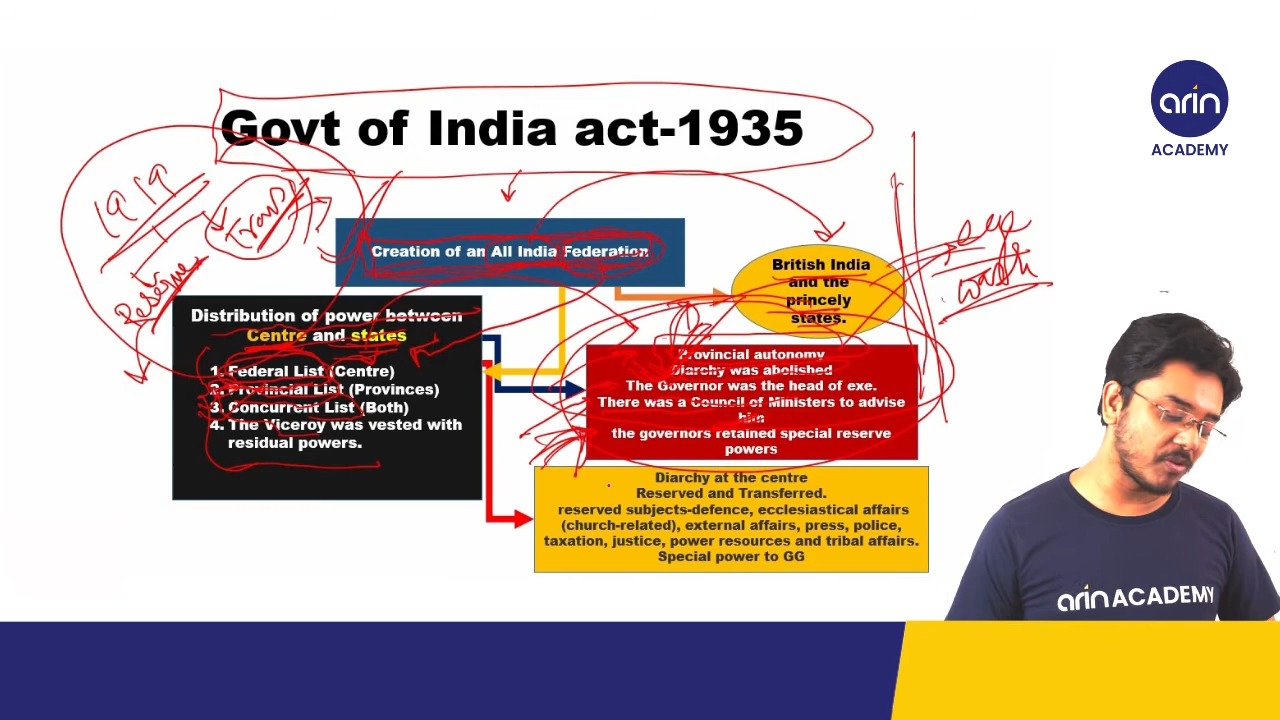 arin
ACADEMY
Govt of India act-1935
1919
Trans
Reserve
Creation of an All India Federation
British India
and the
princely
states.
Distribution of power between
Centre and states
1. Federal List (Centre)
2. Provincial List (Provinces)
3. Concurrent List (Both)
4. The Viceroy was vested with
residual powers.
Provincial autonomy
Diarchy was abolished
The Governor was the head of exe.
There was a Council of Ministers to advise
him
the governors retained special reserve
powers
Diarchy at the centre
Reserved and Transferred.
reserved subjects-defence, ecclesiastical affairs
(church-related), external affairs, press, police,
taxation, justice, power resources and tribal affairs.
Special power to GG
arin ACADEMY